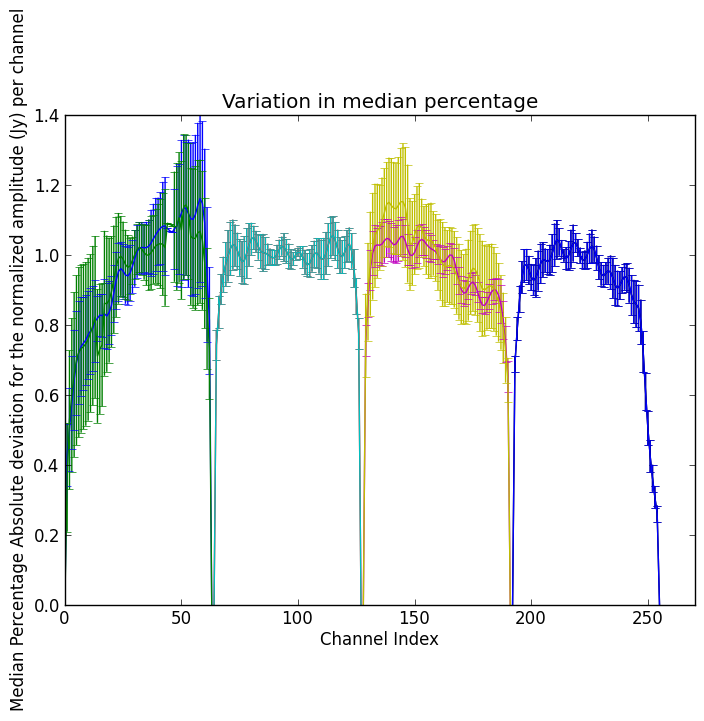 Variation in median percentage
Median Percentage Absolute deviation for the normalized amplitude (Jy) per channel
1.4
1.2
1.0
0.8
0.6
0.4
0.2
0.0
0 50 100 150 200 250
Channel Index